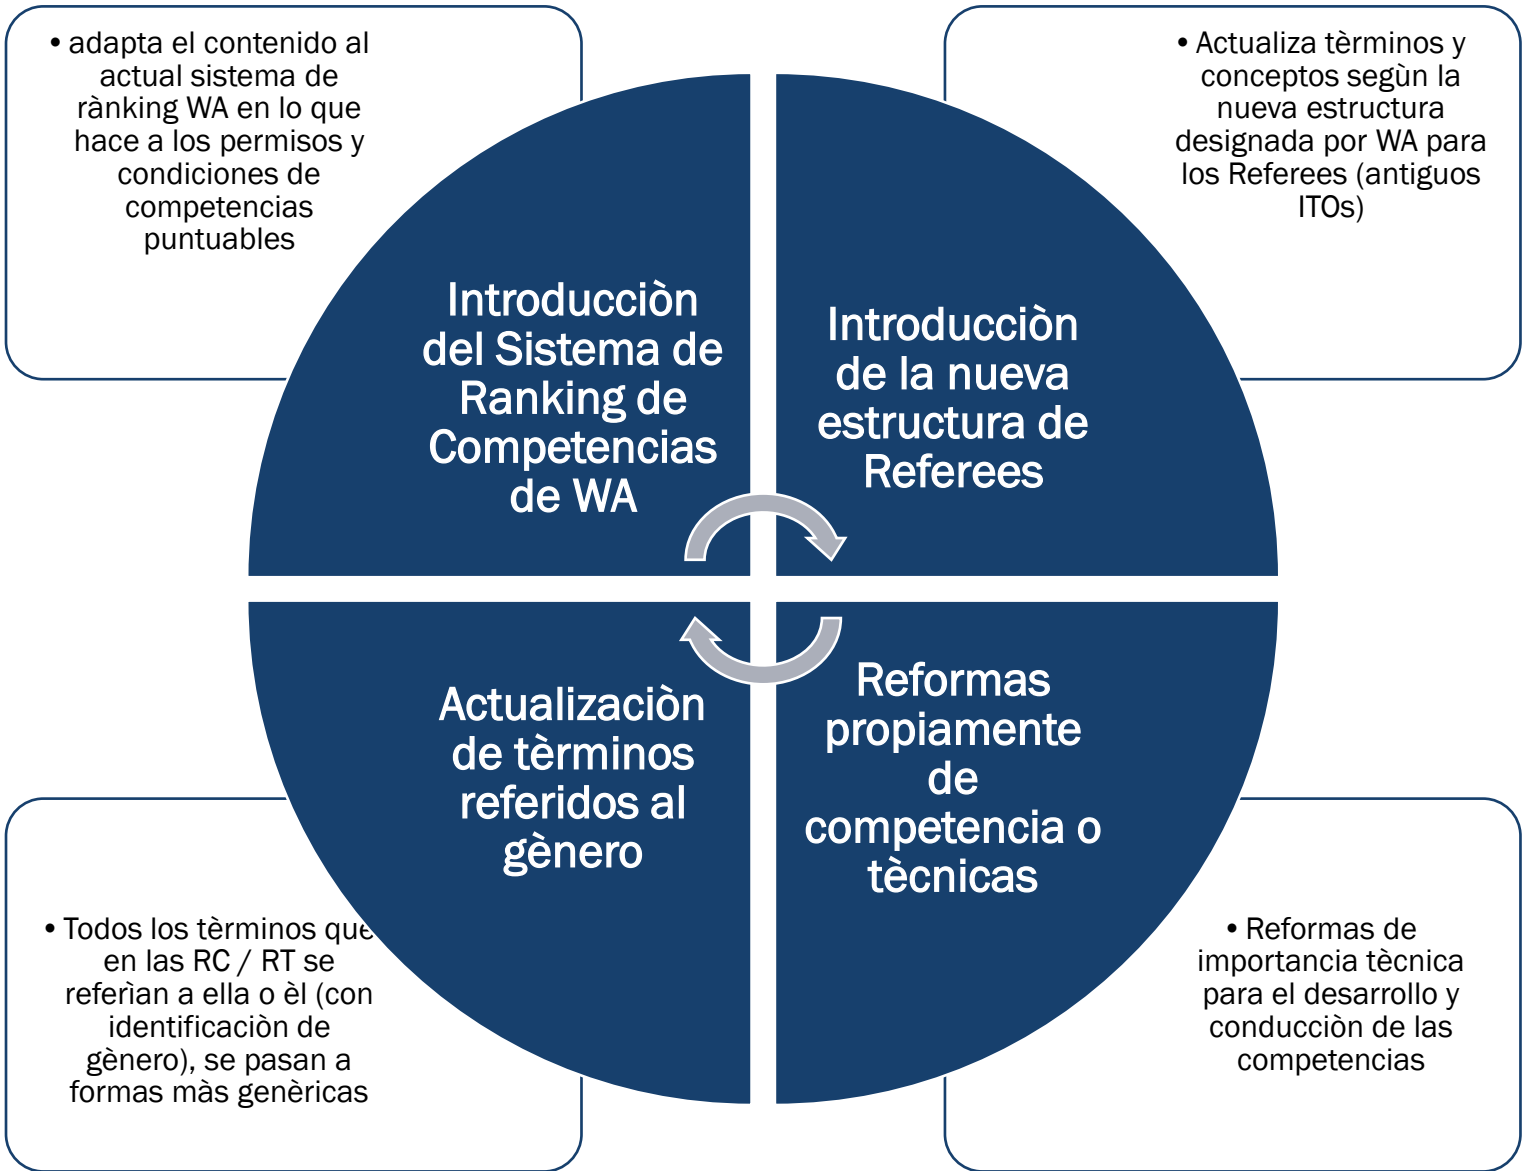 • adapta el contenido al
actual sistema de
rànking WA en lo que
hace a los permisos y
condiciones de
competencias
puntuables
• Actualiza tèrminos y
conceptos segùn la
nueva estructura
designada por WA para
los Referees (antiguos
ITOs)
Introducciòn
del Sistema de
Ranking de
Competencias
de WA
Introducciòn
de la nueva
estructura de
Referees
Actualizaciòn
de tèrminos
referidos al
gènero
Reformas
propiamente
de
competencia o
tècnicas
• Todos los tèrminos que
en las RC / RT se
referìan a ella o èl (con
identificaciòn de
gènero), se pasan a
formas màs genèricas
• Reformas de
importancia tècnica
para el desarrollo y
conducciòn de las
competencias